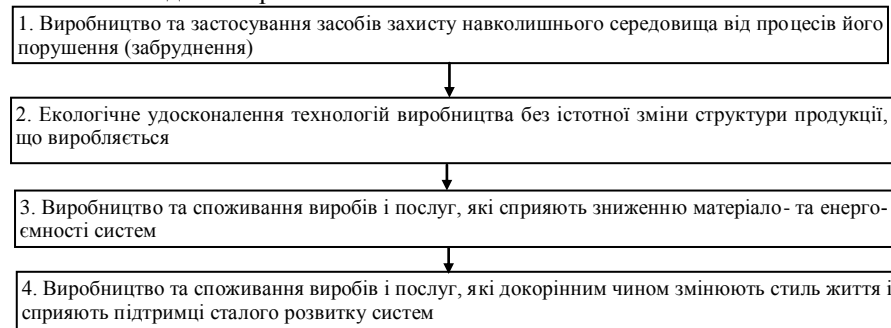 1. Виробництво та застосування засобів захисту навколишнього середовища від процесів його
порушення (забруднення)
2. Екологічне удосконалення технологій виробництва без істотної зміни структури продукції,
що виробляється
3. Виробництво та споживання виробів і послуг, які сприяють зниженню матеріало- та енерго-
ємності систем
4. Виробництво та споживання виробів і послуг, які докорінним чином змінюють стиль життя і
сприяють підтримці сталого розвитку систем